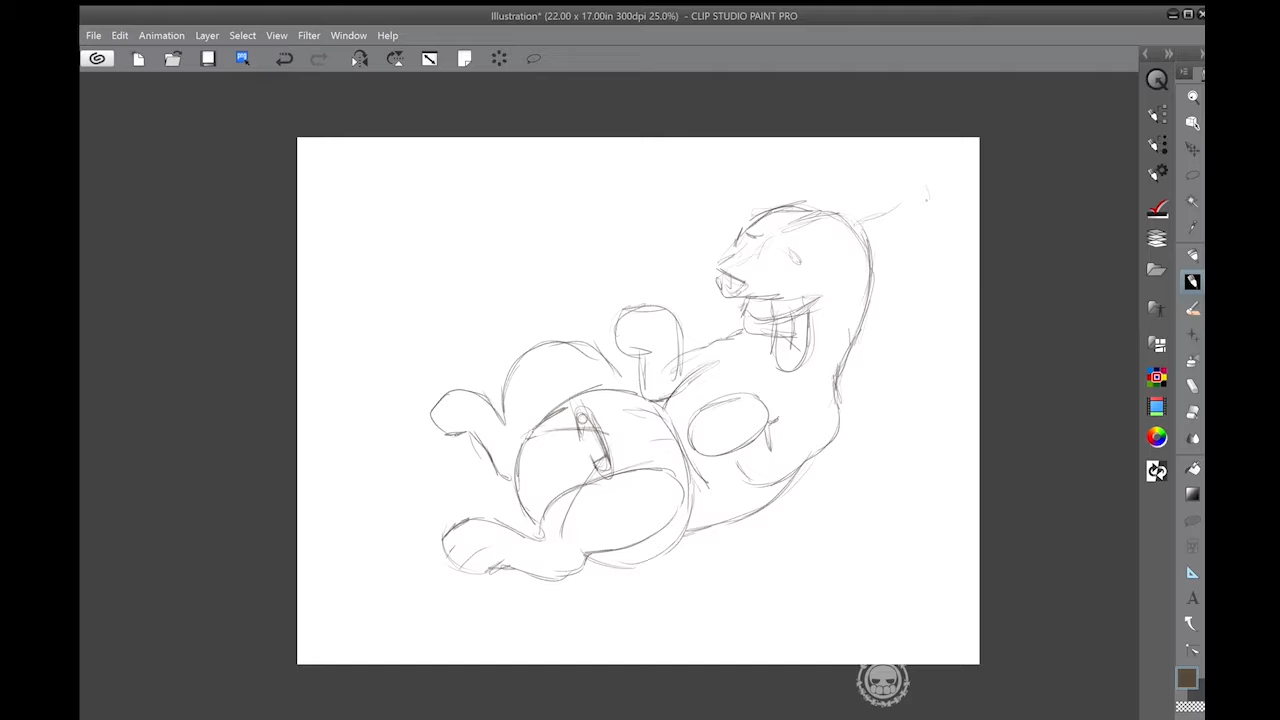 Illustration* (22.00 x 17.00in 300dpi 25.0%) - CLIP STUDIO PAINT PRO
File Edit Animation Layer Select View Filter Window Help